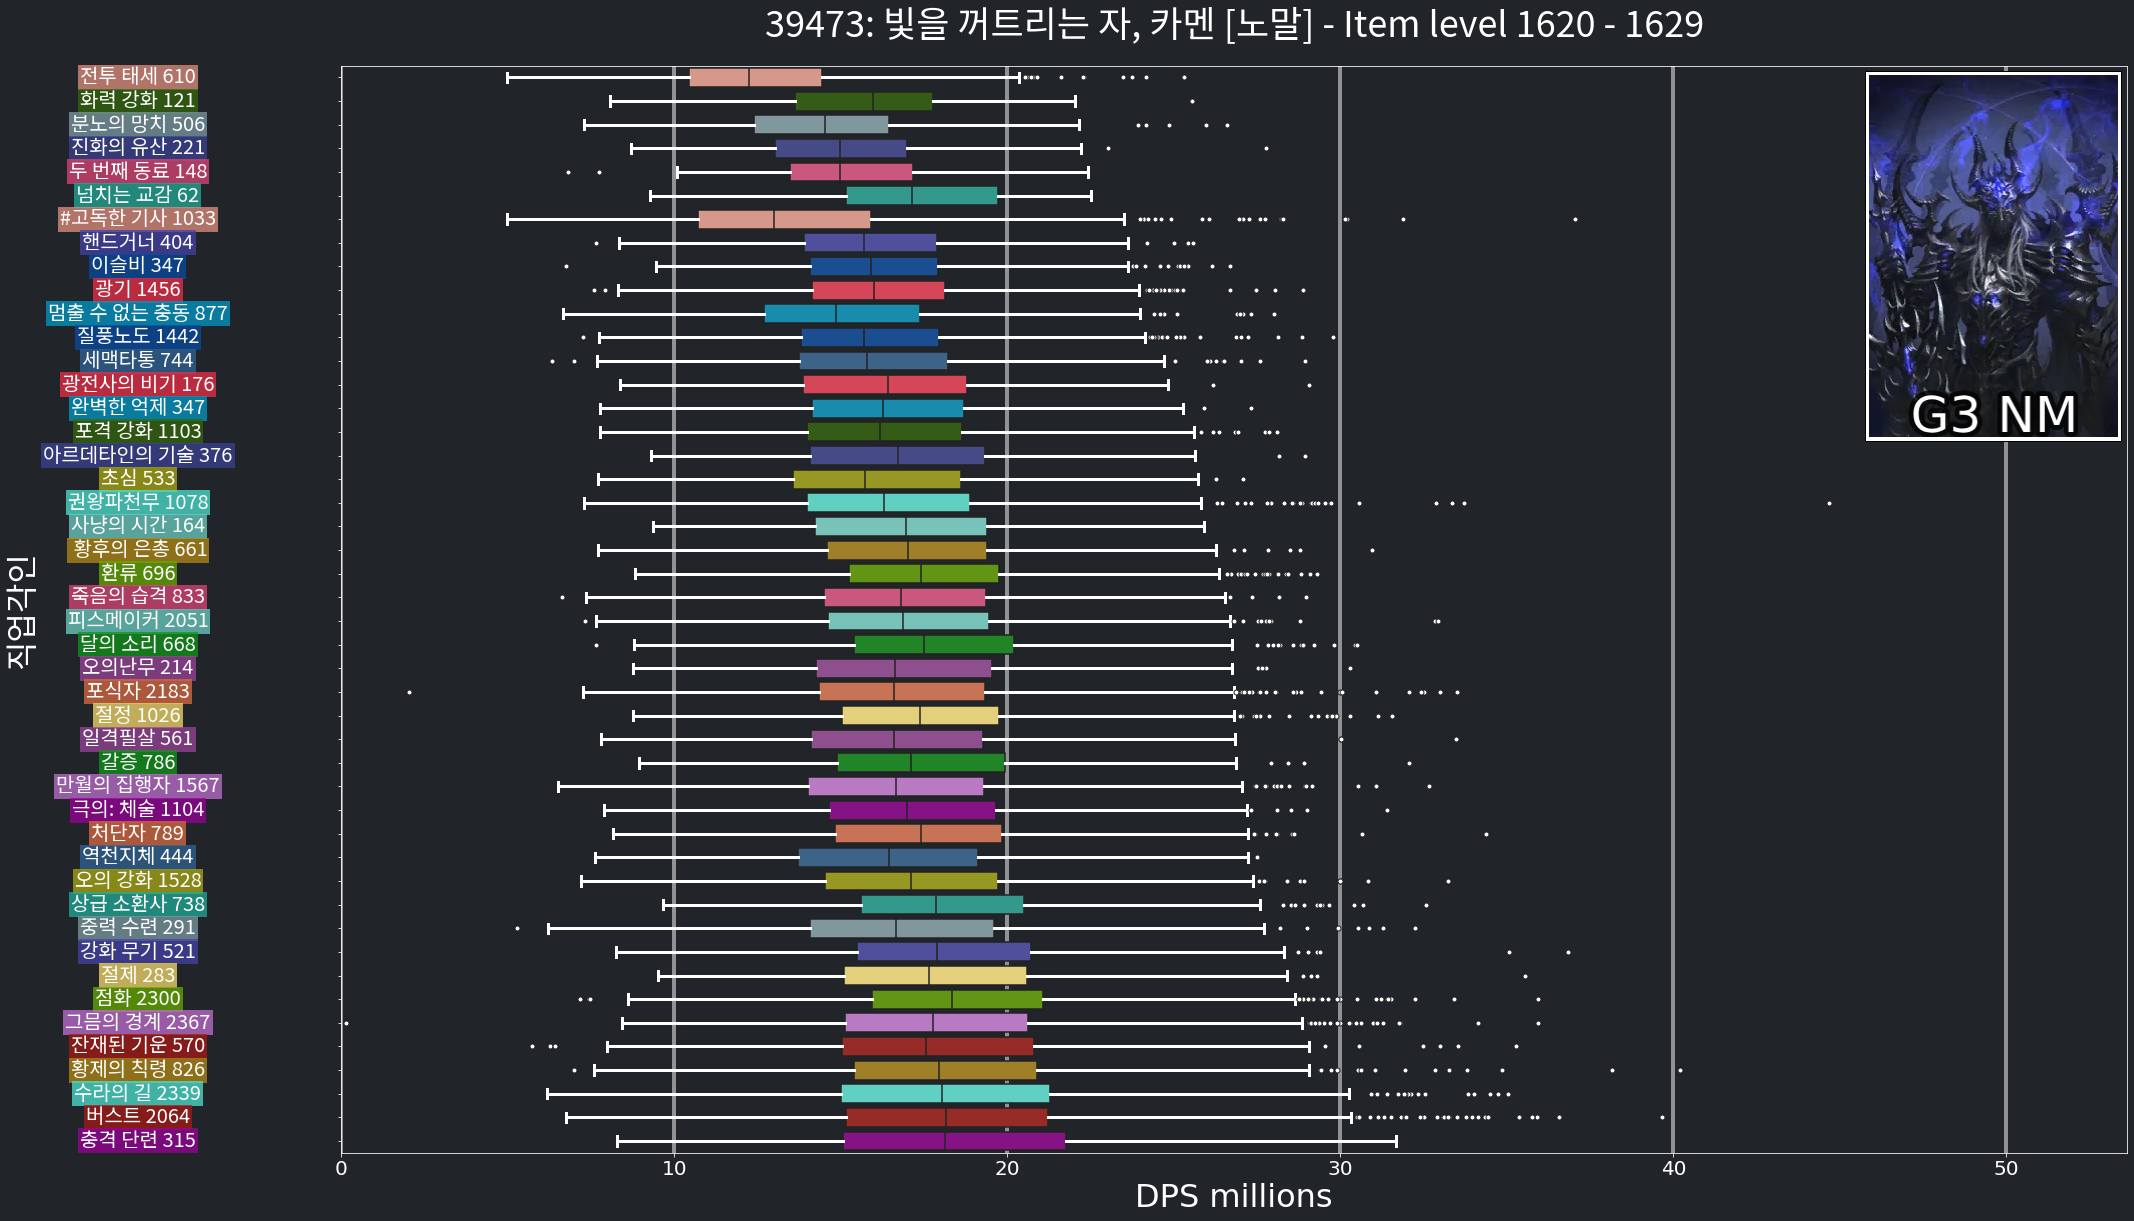 39473: 빛을 꺼트리는 자, 카멘 [노말] - Item level 1620 - 1629
전투 태세 610
화력 강화 121
분노의 망치 506
진화의 유산 221
두 번째 동료 148
넘치는 교감 62
#고독한 기사 1033
핸드거너 404
이슬비 347
광기 1456
멈출 수 없는 충동 877
질풍노도 1442
세맥타통 744
광전사의 비기 176
완벽한 억제 347
포격 강화 1103
아르데타인의 기술 376
초심 533
권왕파천무 1078
사냥의 시간 164
황후의 은총 661
환류 696
죽음의 습격 833
피스메이커 2051
달의 소리 668
오의난무 214
포식자 2183
절정 1026
일격필살 561
갈증 786
만월의 집행자 1567
극의: 체술 1104
처단자 789
역천지체 444
오의 강화 1528
상급 소환사 738
중력 수련 291
강화 무기 521
절제 283
점화 2300
그믐의 경계 2367
잔재된 기운 570
황제의 칙령 826
수라의 길 2339
버스트 2064
충격 단련 315
직업각인
G3 NM
0 10 20 30 40 50
DPS millions